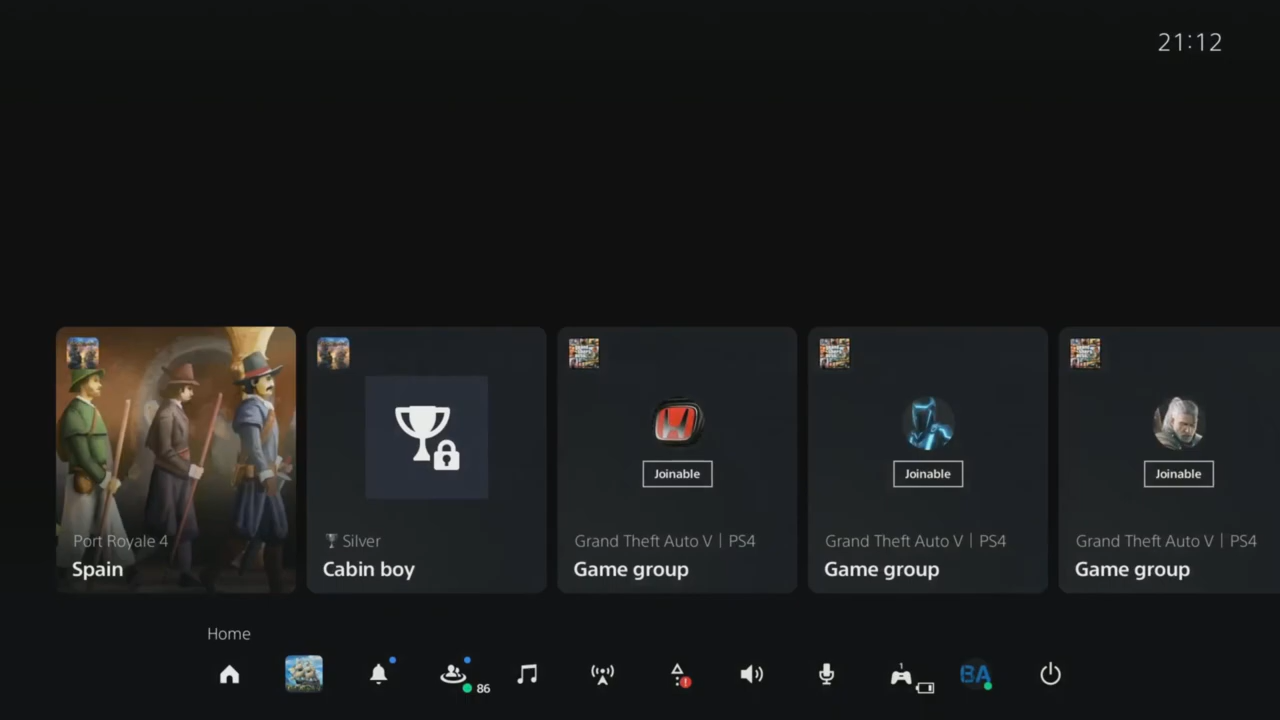 21:12
Port Royale 4
Spain
Silver
Cabin boy
Joinable
Grand Theft Auto V | PS4
Game group
Joinable
Grand Theft Auto V | PS4
Game group
Joinable
Grand Theft Auto V | PS4
Game group
Home
86
1
BA